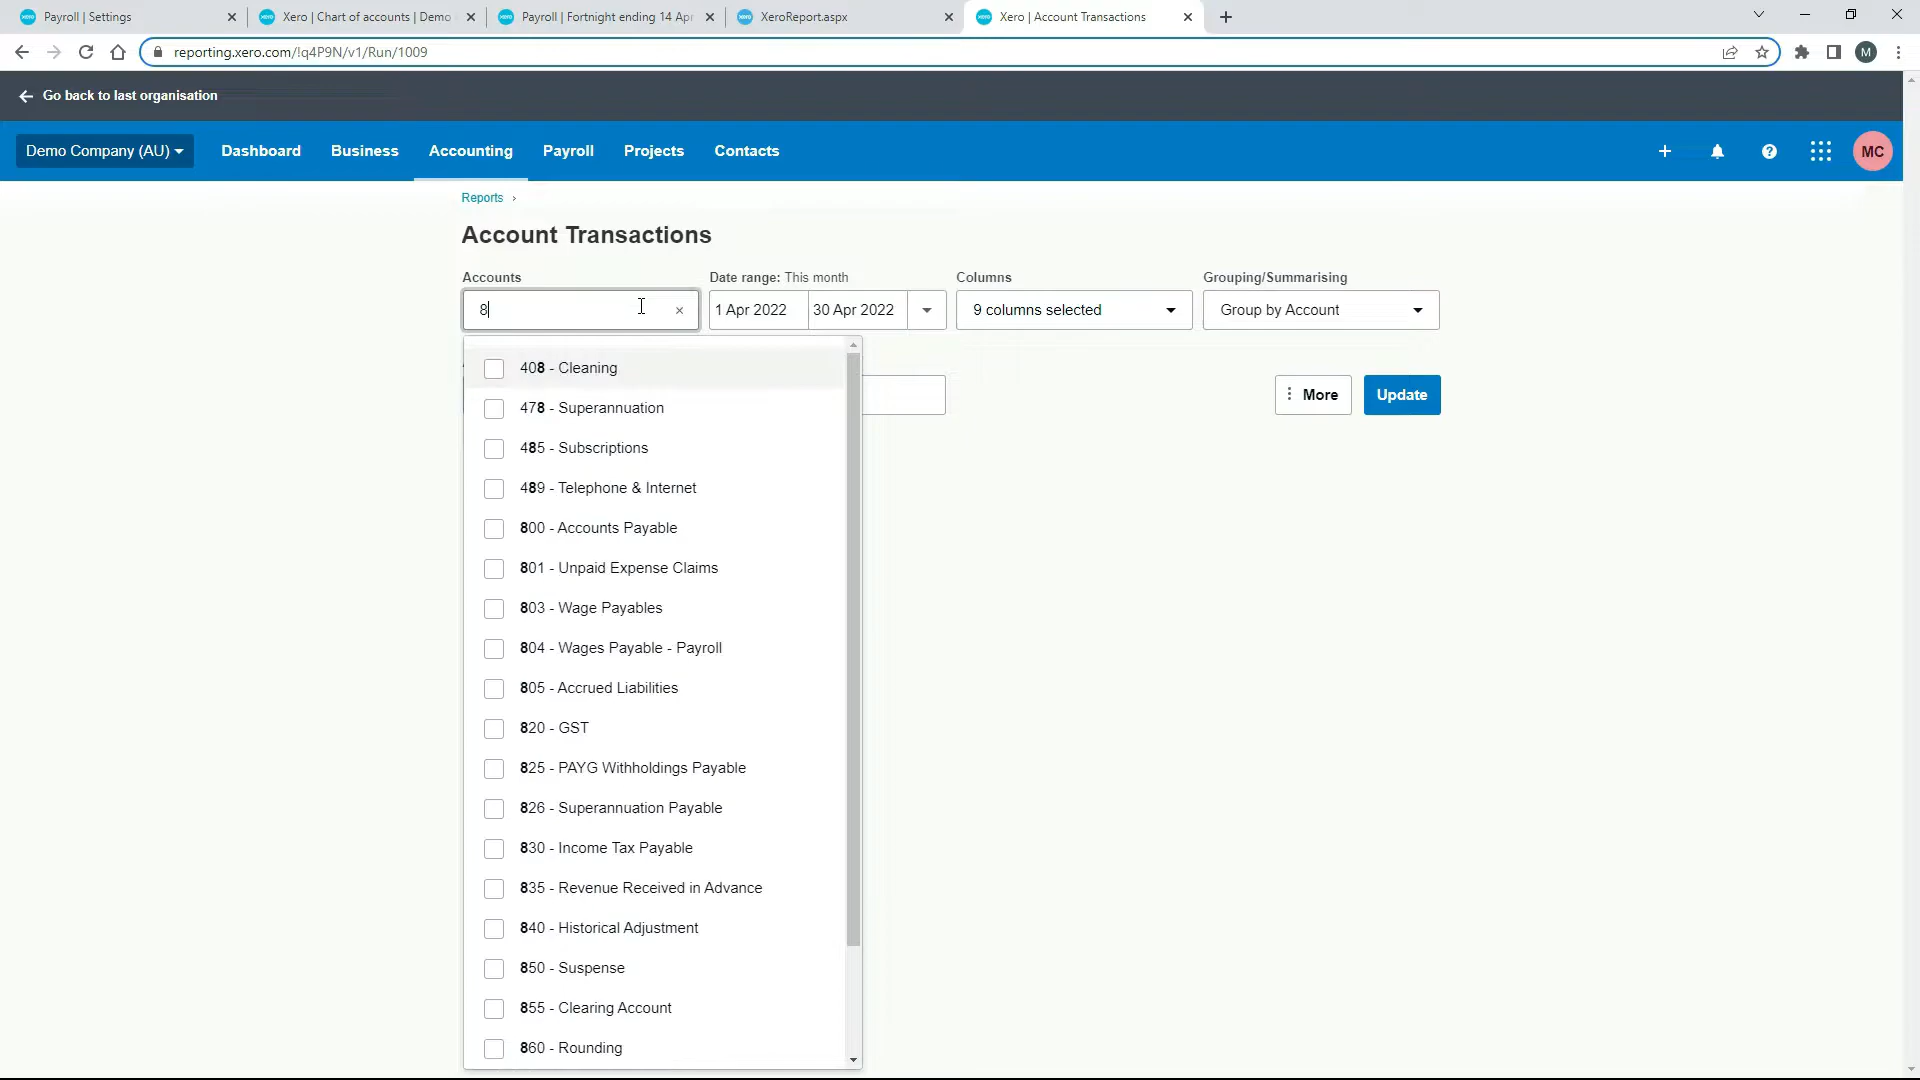 Payroll | Settings
Xero | Chart of accounts | Demo
Payroll | Fortnight ending 14 Apr
XeroReport.aspx
Xero | Account Transactions
reporting.xero.com/!q4P9N/v1/Run/1009
M
Go back to last organisation
Demo Company (AU)
Dashboard
Business
Accounting
Payroll
Projects
Contacts
MC
Reports
Account Transactions
Accounts
Date range: This month
Columns
Grouping/Summarising
8
1 Apr 2022
30 Apr 2022
9 columns selected
Group by Account
More
Update
408 - Cleaning
478 - Superannuation
485 - Subscriptions
489 - Telephone & Internet
800 - Accounts Payable
801 - Unpaid Expense Claims
803 - Wage Payables
804 - Wages Payable - Payroll
805 - Accrued Liabilities
820 - GST
825 - PAYG Withholdings Payable
826 - Superannuation Payable
830 - Income Tax Payable
835 - Revenue Received in Advance
840 - Historical Adjustment
850 - Suspense
855 - Clearing Account
860 - Rounding